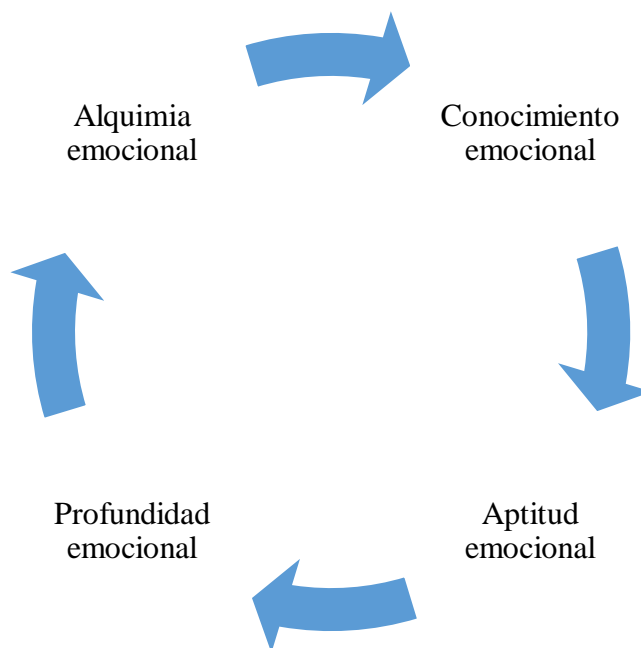 Alquimia
emocional
Conocimiento
emocional
Profundidad
emocional
Aptitud
emocional